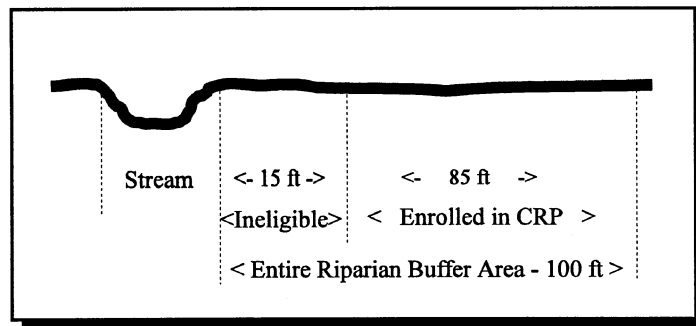 Stream <- 15 ft -> <- 85 ft ->
<Ineligible> < Enrolled in CRP >
< Entire Riparian Buffer Area - 100 ft >